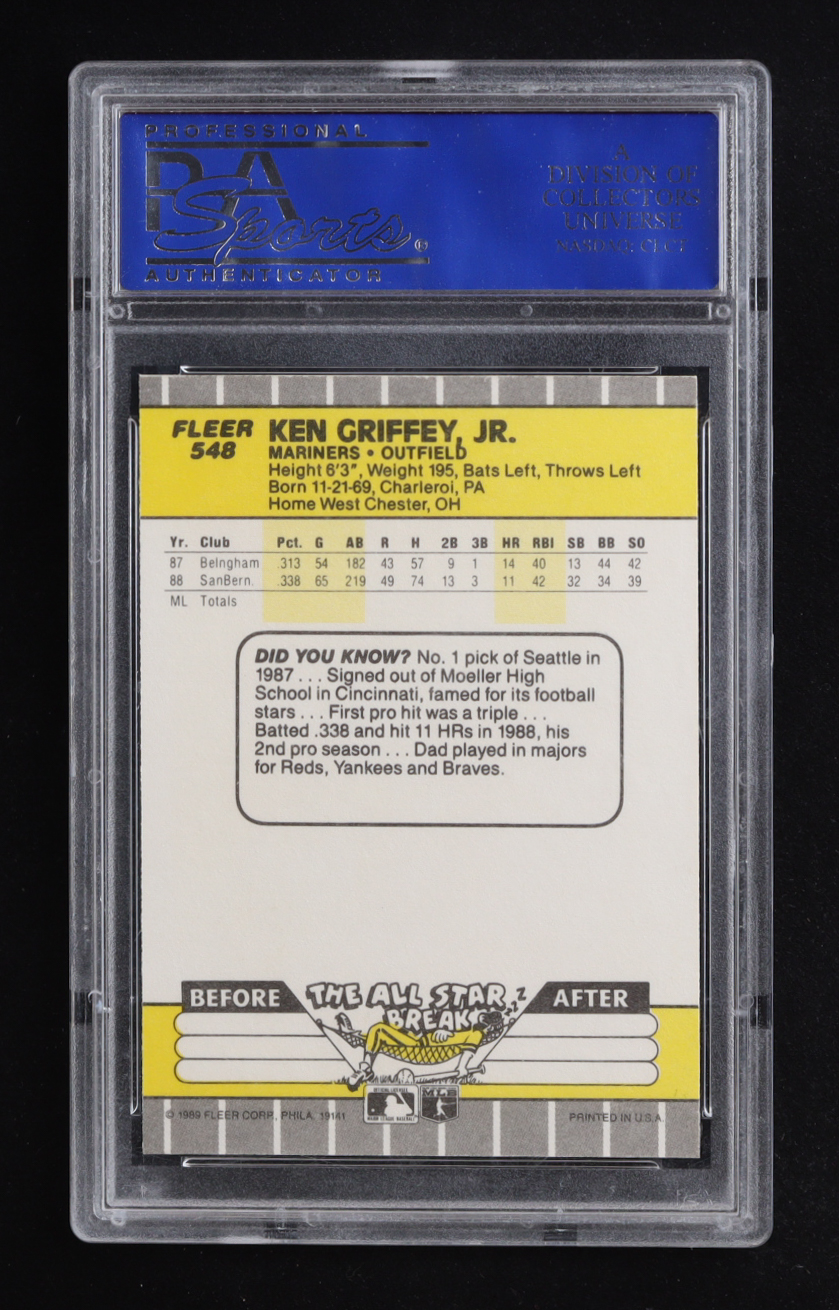 PROFESSIONAL
PSA
Sports
AUTHENTICATOR
A
DIVISION OF
COLLECTORS
UNIVERSE
NASDAQ: CLCT
FLEER
548
KEN GRIFFEY, JR.
MARINERS • OUTFIELD
Height 6'3", Weight 195, Bats Left, Throws Left
Born 11-21-69, Charleroi, PA
Home West Chester, OH
Yr. Club Pct. G AB R H 2B 3B HR RBI SB BB SO
87 Belngham .313 54 182 43 57 9 1 14 40 13 44 42
88 SanBern. .338 65 219 49 74 13 3 11 42 32 34 39
ML Totals
DID YOU KNOW? No. 1 pick of Seattle in
1987 . . . Signed out of Moeller High
School in Cincinnati, famed for its football
stars . . . First pro hit was a triple . . .
Batted .338 and hit 11 HRs in 1988, his
2nd pro season . . . Dad played in majors
for Reds, Yankees and Braves.
BEFORE
THE ALL STAR
BREAK
Z
AFTER
© 1989 FLEER CORP., PHILA. 19141
MLB
PRINTED IN U.S.A.